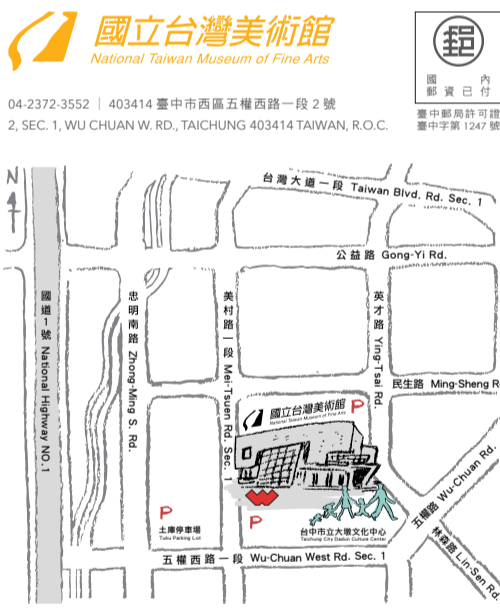 國立台灣美術館
National Taiwan Museum of Fine Arts
郵
國內
郵資已付
臺中郵局許可證
臺中字第 1247 號
04-2372-3552 | 403414 臺中市西區五權西路一段 2 號
2, SEC. 1, WU CHUAN W. RD., TAICHUNG 403414 TAIWAN, R.O.C.
N
台灣大道一段 Taiwan Blvd. Rd. Sec. 1
公益路 Gong-Yi Rd.
國道1號 National Highway NO.1
忠明南路 Zhong-Ming S. Rd.
美村路一段 Mei-Tsuen Rd. Sec. 1
英才路 Ying-Tsai Rd.
民生路 Ming-Sheng R
國立台灣美術館
National Taiwan Museum of Fine Arts
P
P
土庫停車場
Tuku Parking Lot
P
台中市立大墩文化中心
Taichung City Dadun Culture Center
五權路 Wu-Chuan Rd.
林森路 Lin-Sen Rd.
五權西路一段 Wu-Chuan West Rd. Sec. 1